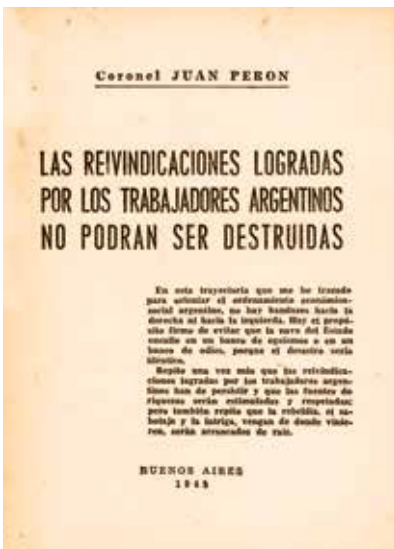 Coronel JUAN PERON
LAS REIVINDICACIONES LOGRADAS
POR LOS TRABAJADORES ARGENTINOS
NO PODRAN SER DESTRUIDAS
En esta trayectoria que me he trazado
para orientar el ordenamiento económico-
social argentino, no hay banderas hacia la
derecha ni hacia la izquierda. Hay el propó-
sito firme de evitar que la nave del Estado
encalle en un banco de egoísmo o en un
banco de odios, porque el desastre sería
idéntico.
Repito una vez más que las reivindica-
ciones logradas por los trabajadores argen-
tinos han de persistir y que las fuentes de
riquezas serán estimuladas y respetadas;
pero también repito que la rebeldía, el sa-
botaje y la intriga, vengan de donde vinie-
ren, serán arrancados de raíz.
BUENOS AIRES